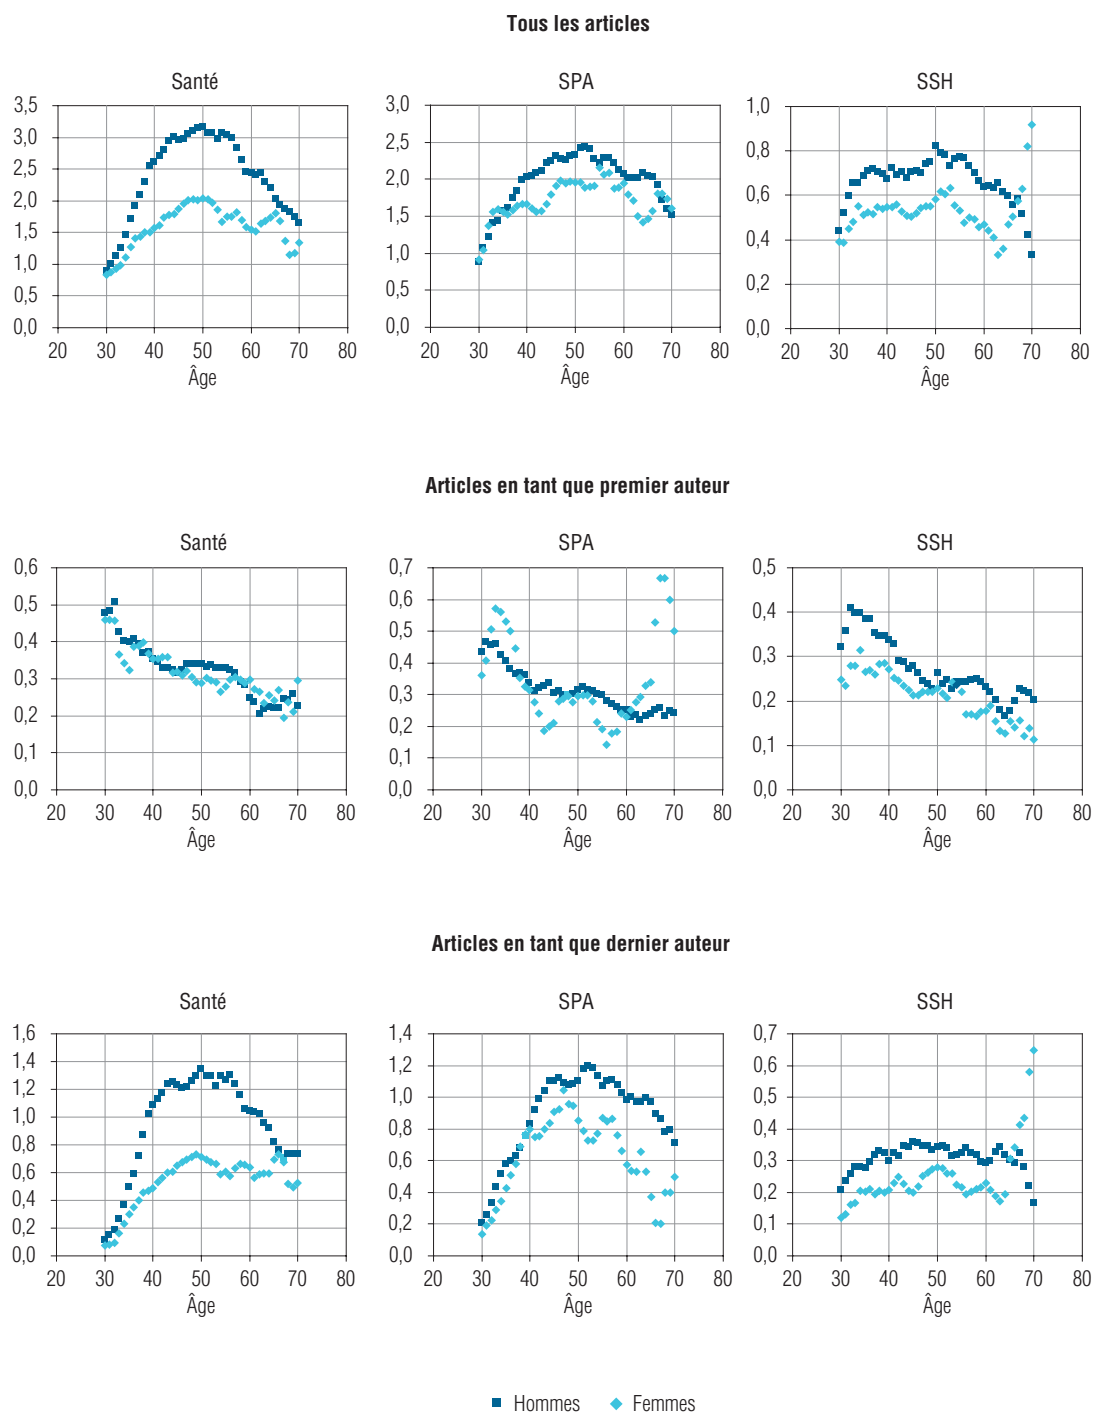 Tous les articles
Santé
SPA
SSH
3,5
3,0
2,5
2,0
1,5
1,0
0,5
0,0
20 30 40 50 60 70 80
Âge
3,0
2,5
2,0
1,5
1,0
0,5
0,0
20 30 40 50 60 70 80
Âge
1,0
0,8
0,6
0,4
0,2
0,0
20 30 40 50 60 70 80
Âge
Articles en tant que premier auteur
Santé
SPA
SSH
0,6
0,5
0,4
0,3
0,2
0,1
0,0
20 30 40 50 60 70 80
Âge
0,7
0,6
0,5
0,4
0,3
0,2
0,1
0,0
20 30 40 50 60 70 80
Âge
0,5
0,4
0,3
0,2
0,1
0,0
20 30 40 50 60 70 80
Âge
Articles en tant que dernier auteur
Santé
SPA
SSH
1,6
1,4
1,2
1,0
0,8
0,6
0,4
0,2
0,0
20 30 40 50 60 70 80
Âge
1,4
1,2
1,0
0,8
0,6
0,4
0,2
0,0
20 30 40 50 60 70 80
Âge
0,7
0,6
0,5
0,4
0,3
0,2
0,1
0,0
20 30 40 50 60 70 80
Âge
Hommes Femmes